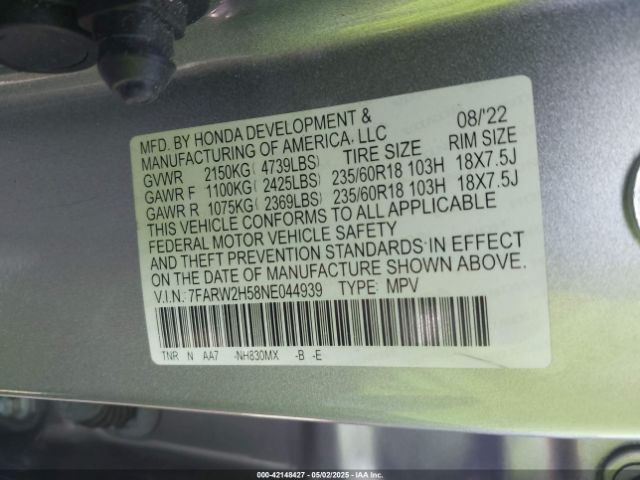 MFD. BY HONDA DEVELOPMENT & 08/'22
MANUFACTURING OF AMERICA, LLC
GVWR 2150KG( 4739LBS) TIRE SIZE RIM SIZE
GAWR F 1100KG( 2425LBS) 235/60R18 103H 18X7.5J
GAWR R 1075KG( 2369LBS) 235/60R18 103H 18X7.5J
THIS VEHICLE CONFORMS TO ALL APPLICABLE
FEDERAL MOTOR VEHICLE SAFETY
AND THEFT PREVENTION STANDARDS IN EFFECT
ON THE DATE OF MANUFACTURE SHOWN ABOVE.
V.I.N.: 7FARW2H58NE044939 TYPE: MPV
TNR N AA7 -NH830MX -B -E
000-42148427 - 05/02/2025 - IAAI.com